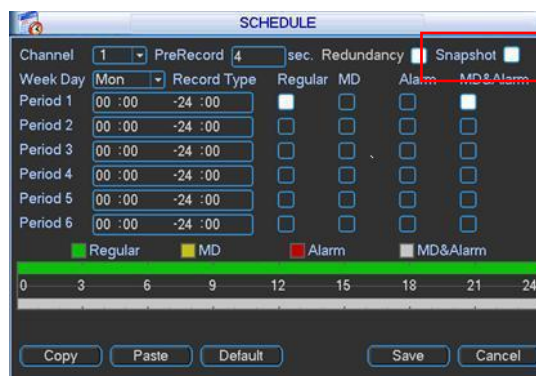 SCHEDULE
Channel 1 PreRecord 4 sec. Redundancy Snapshot
Week Day Mon Record Type Regular MD Alarm MD&Alarm
Period 1 00 :00 -24 :00
Period 2 00 :00 -24 :00
Period 3 00 :00 -24 :00
Period 4 00 :00 -24 :00
Period 5 00 :00 -24 :00
Period 6 00 :00 -24 :00
Regular MD Alarm MD&Alarm
0 3 6 9 12 15 18 21 24
Copy Paste Default Save Cancel